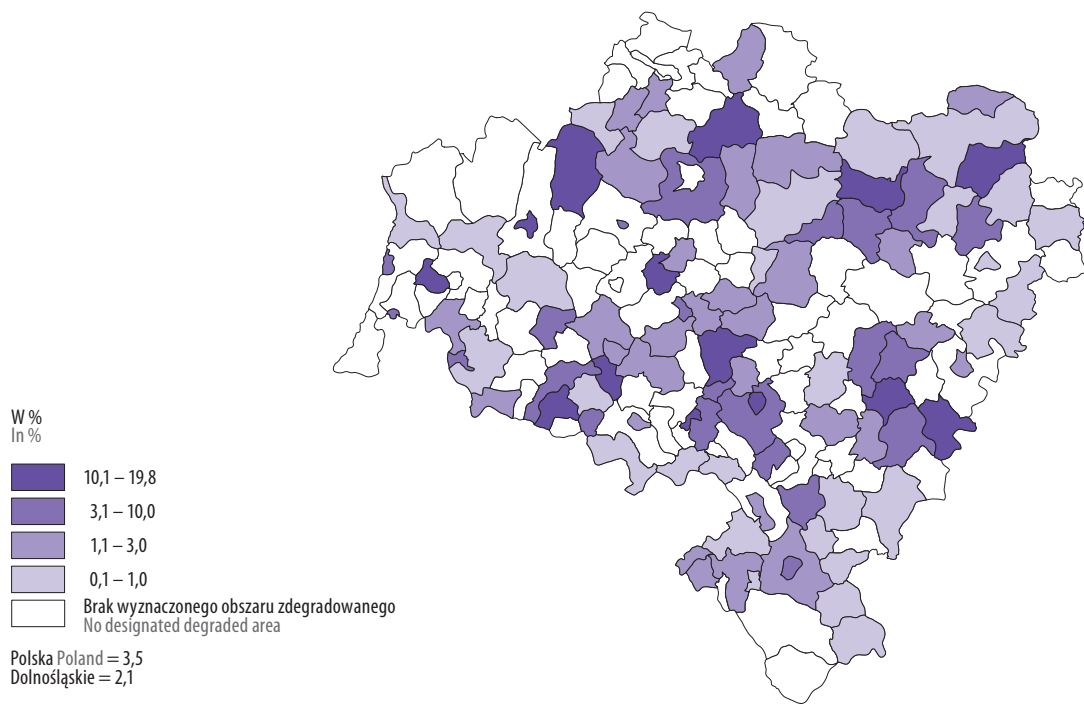 W %
In %
10,1 – 19,8
3,1 – 10,0
1,1 – 3,0
0,1 – 1,0
Brak wyznaczonego obszaru zdegradowanego
No designated degraded area
Polska Poland = 3,5
Dolnośląskie = 2,1